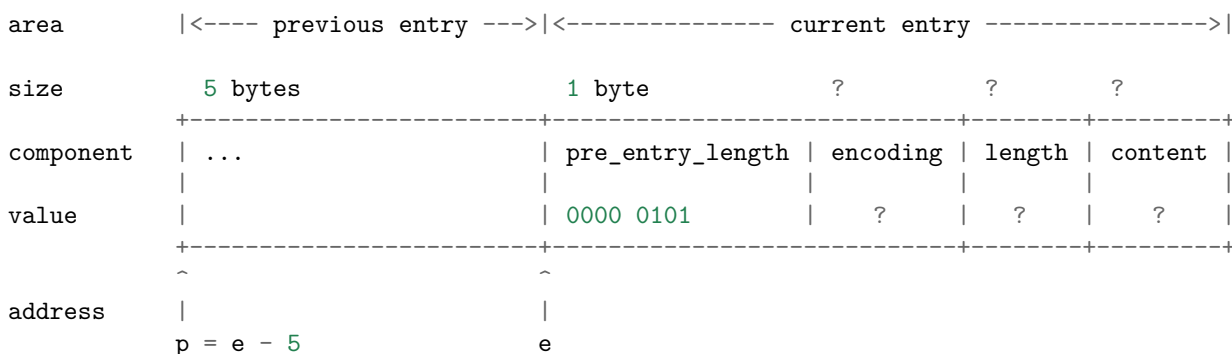 area        |<---- previous entry --->|<--------------- current entry ---------------->|
size          5 bytes                   1 byte             ?          ?        ?
            +-------------------------+-----------------------------+--------+---------+
component   | ...                     | pre_entry_length | encoding | length | content |
            |                         |                  |          |        |         |
value       |                         | 0000 0101        |    ?     |   ?    |    ?    |
            +-------------------------+-----------------------------+--------+---------+
            ^                         ^
address     |                         |
            p = e - 5                 e